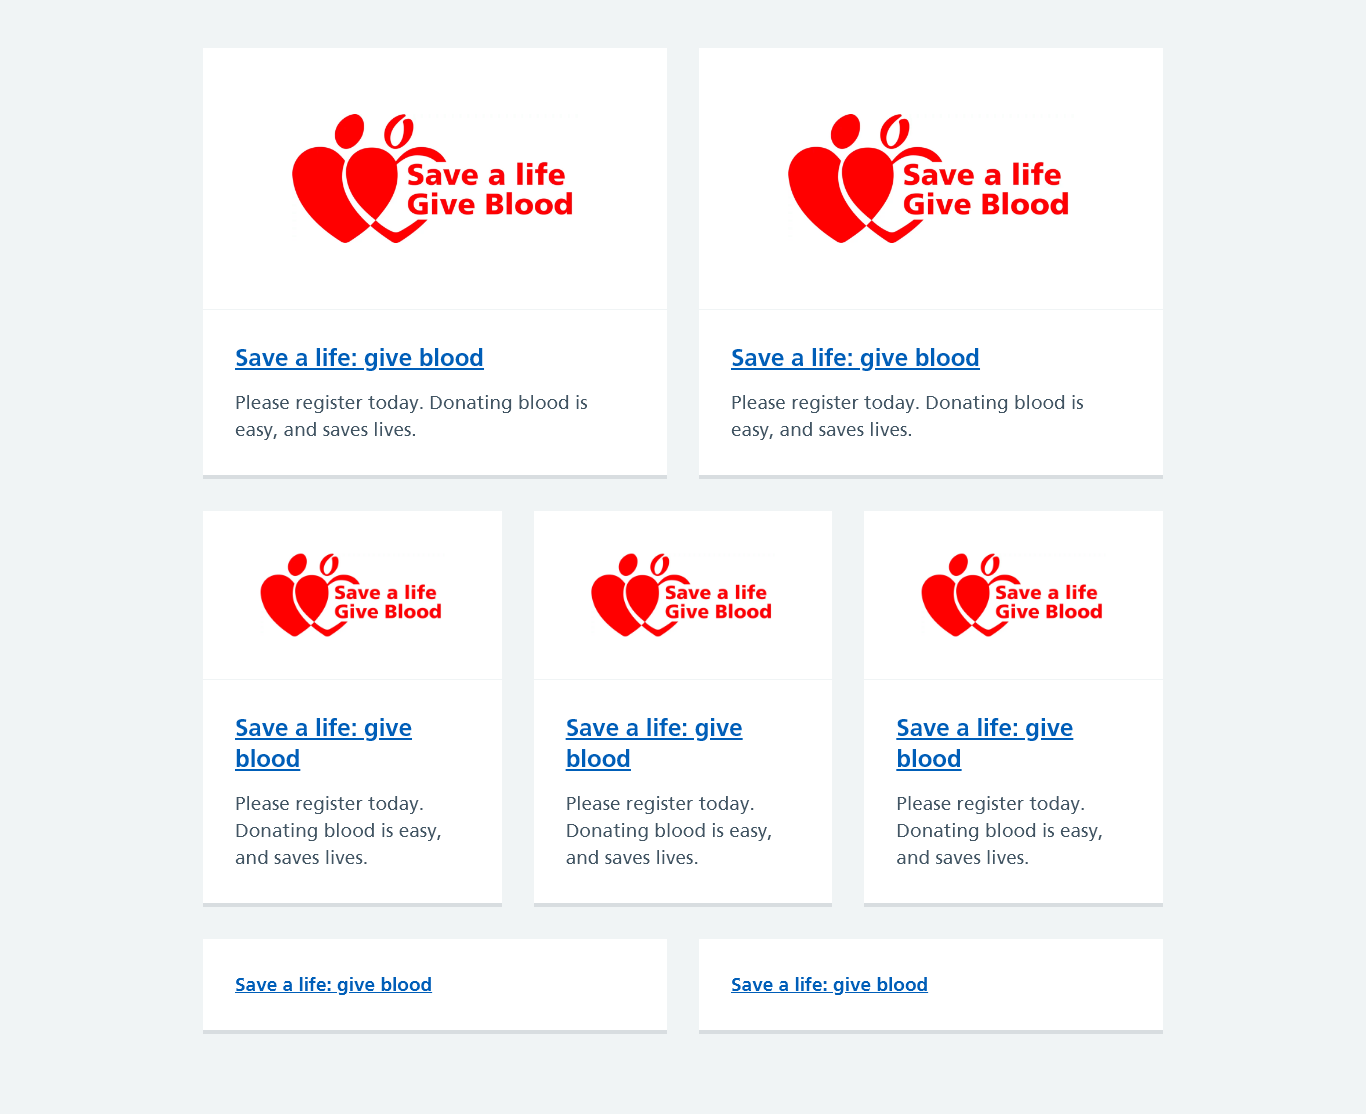 Save a life
Give Blood
Save a life: give blood
Please register today. Donating blood is
easy, and saves lives.
Save a life
Give Blood
Save a life: give blood
Please register today. Donating blood is
easy, and saves lives.
Save a life
Give Blood
Save a life: give
blood
Please register today.
Donating blood is easy,
and saves lives.
Save a life
Give Blood
Save a life: give
blood
Please register today.
Donating blood is easy,
and saves lives.
Save a life
Give Blood
Save a life: give
blood
Please register today.
Donating blood is easy,
and saves lives.
Save a life: give blood
Save a life: give blood